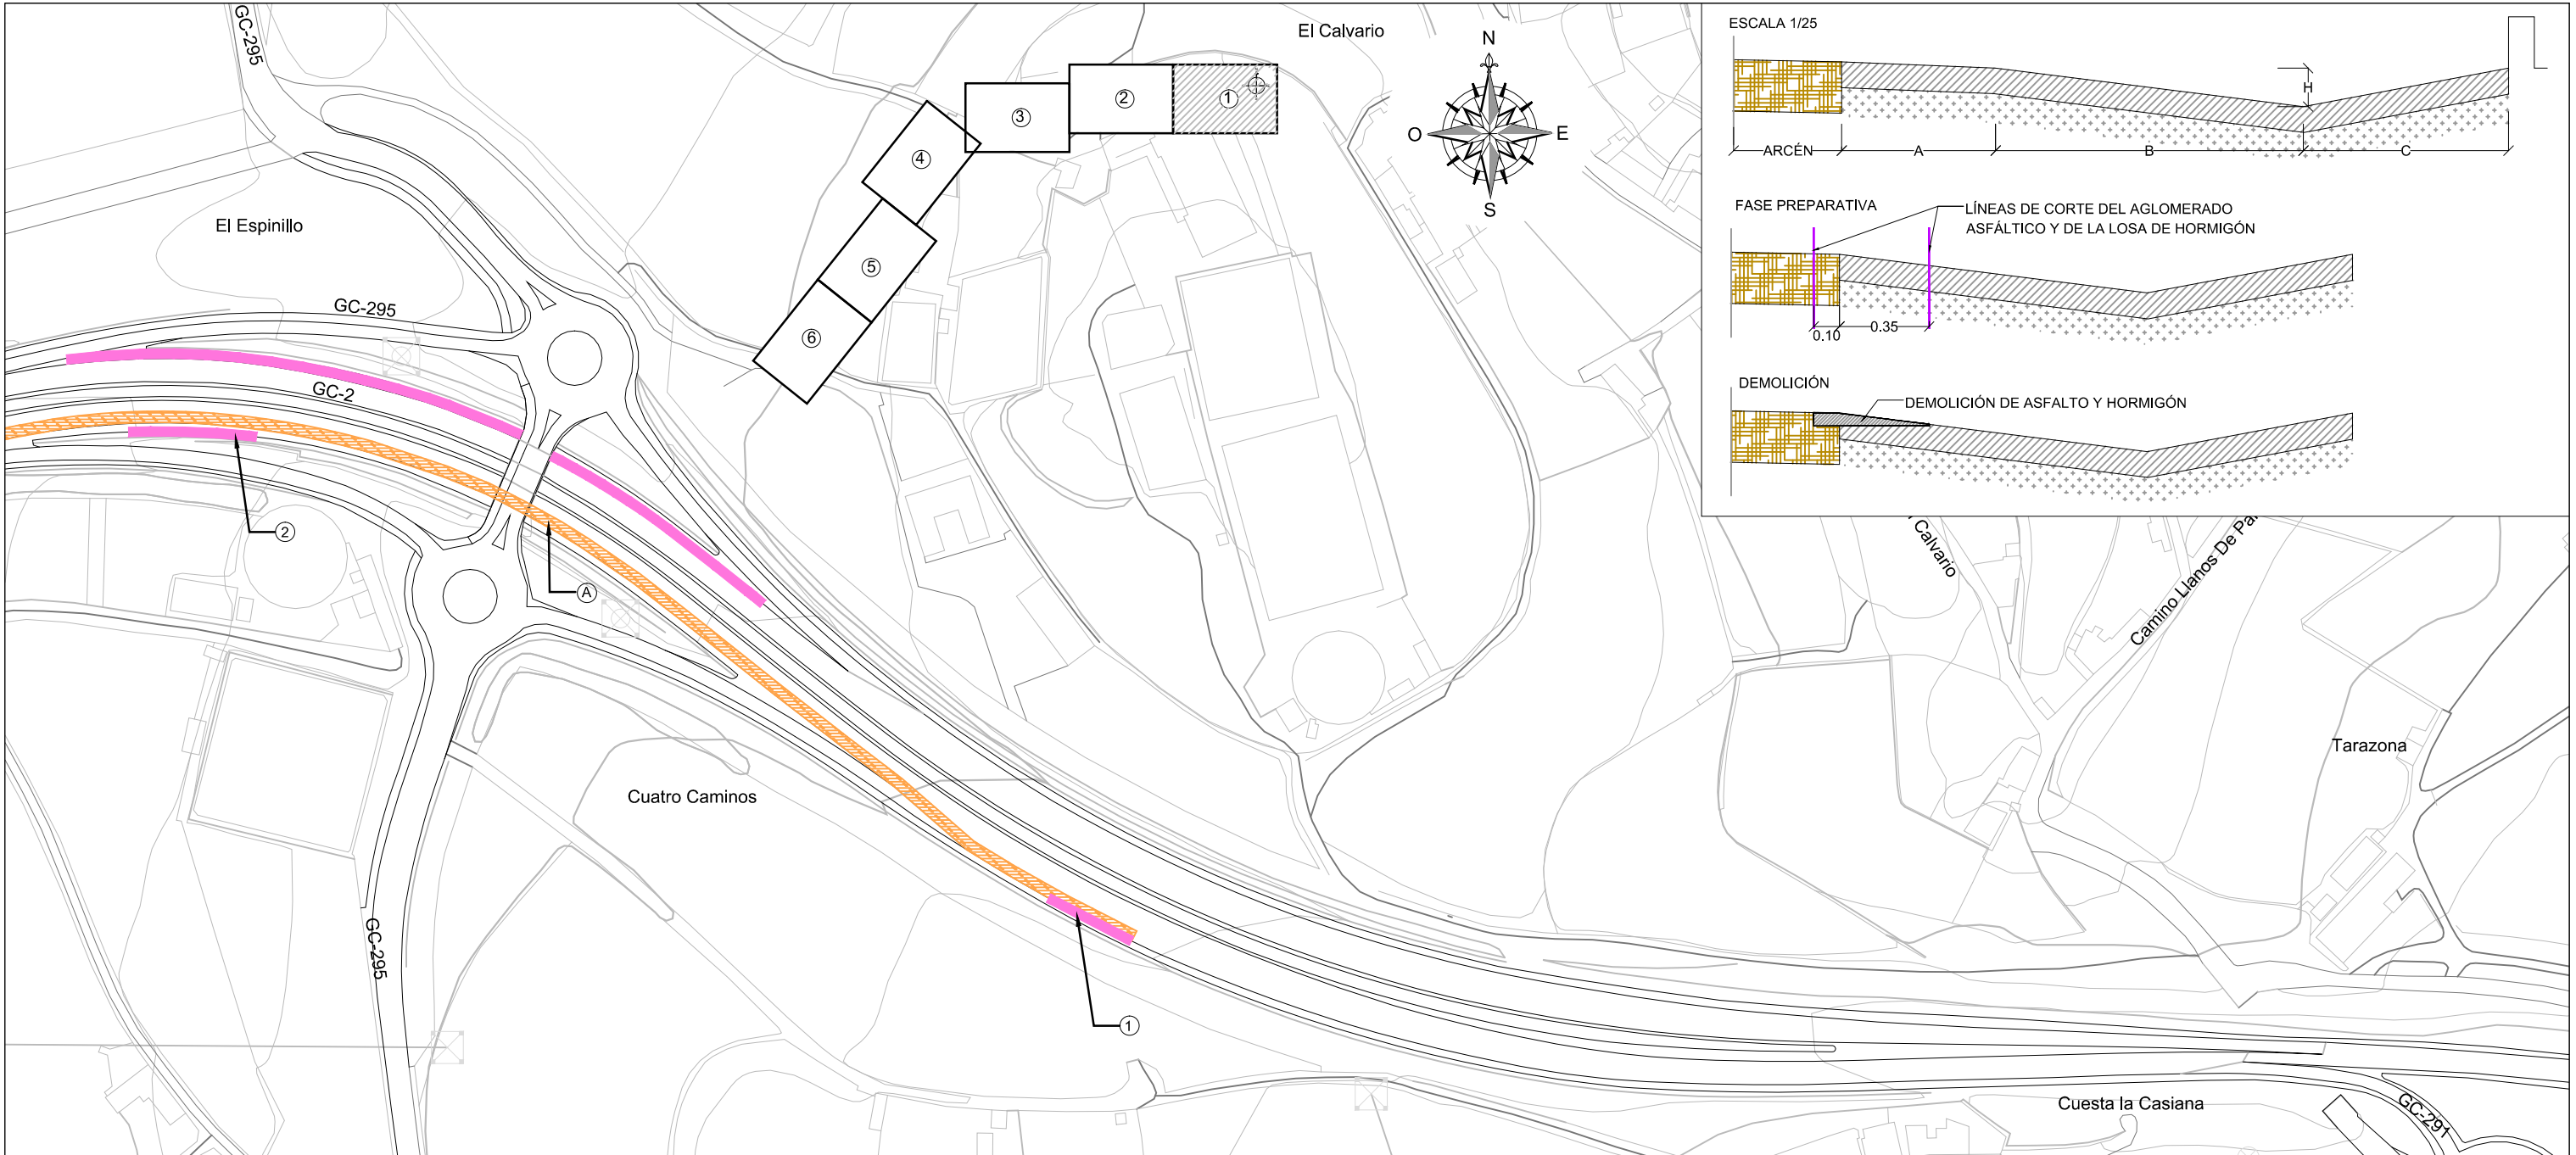 GC-295
El Calvario
N
O
E
S
①
②
③
④
⑤
⑥
El Espinillo
GC-295
GC-2
②
Ⓐ
Cuatro Caminos
GC-295
①
Calvario
Camino Llanos De
Tarazona
Cuesta la Casiana
GC-291
ESCALA 1/25
H
ARCÉN
A
B
C
FASE PREPARATIVA
LÍNEAS DE CORTE DEL AGLOMERADO
ASFÁLTICO Y DE LA LOSA DE HORMIGÓN
0.10
0.35
DEMOLICIÓN
DEMOLICIÓN DE ASFALTO Y HORMIGÓN